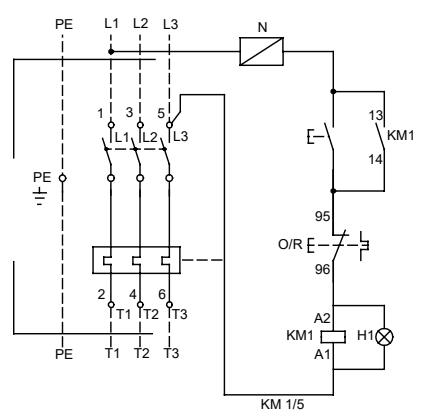 PE L1 L2 L3 N
1 3 5
13
L1 L2 L3 KM1
14
PE
95
O/R
96
2 4 6
T1 T2 T3 A2
KM1 H1
A1
PE T1 T2 T3
KM 1/5